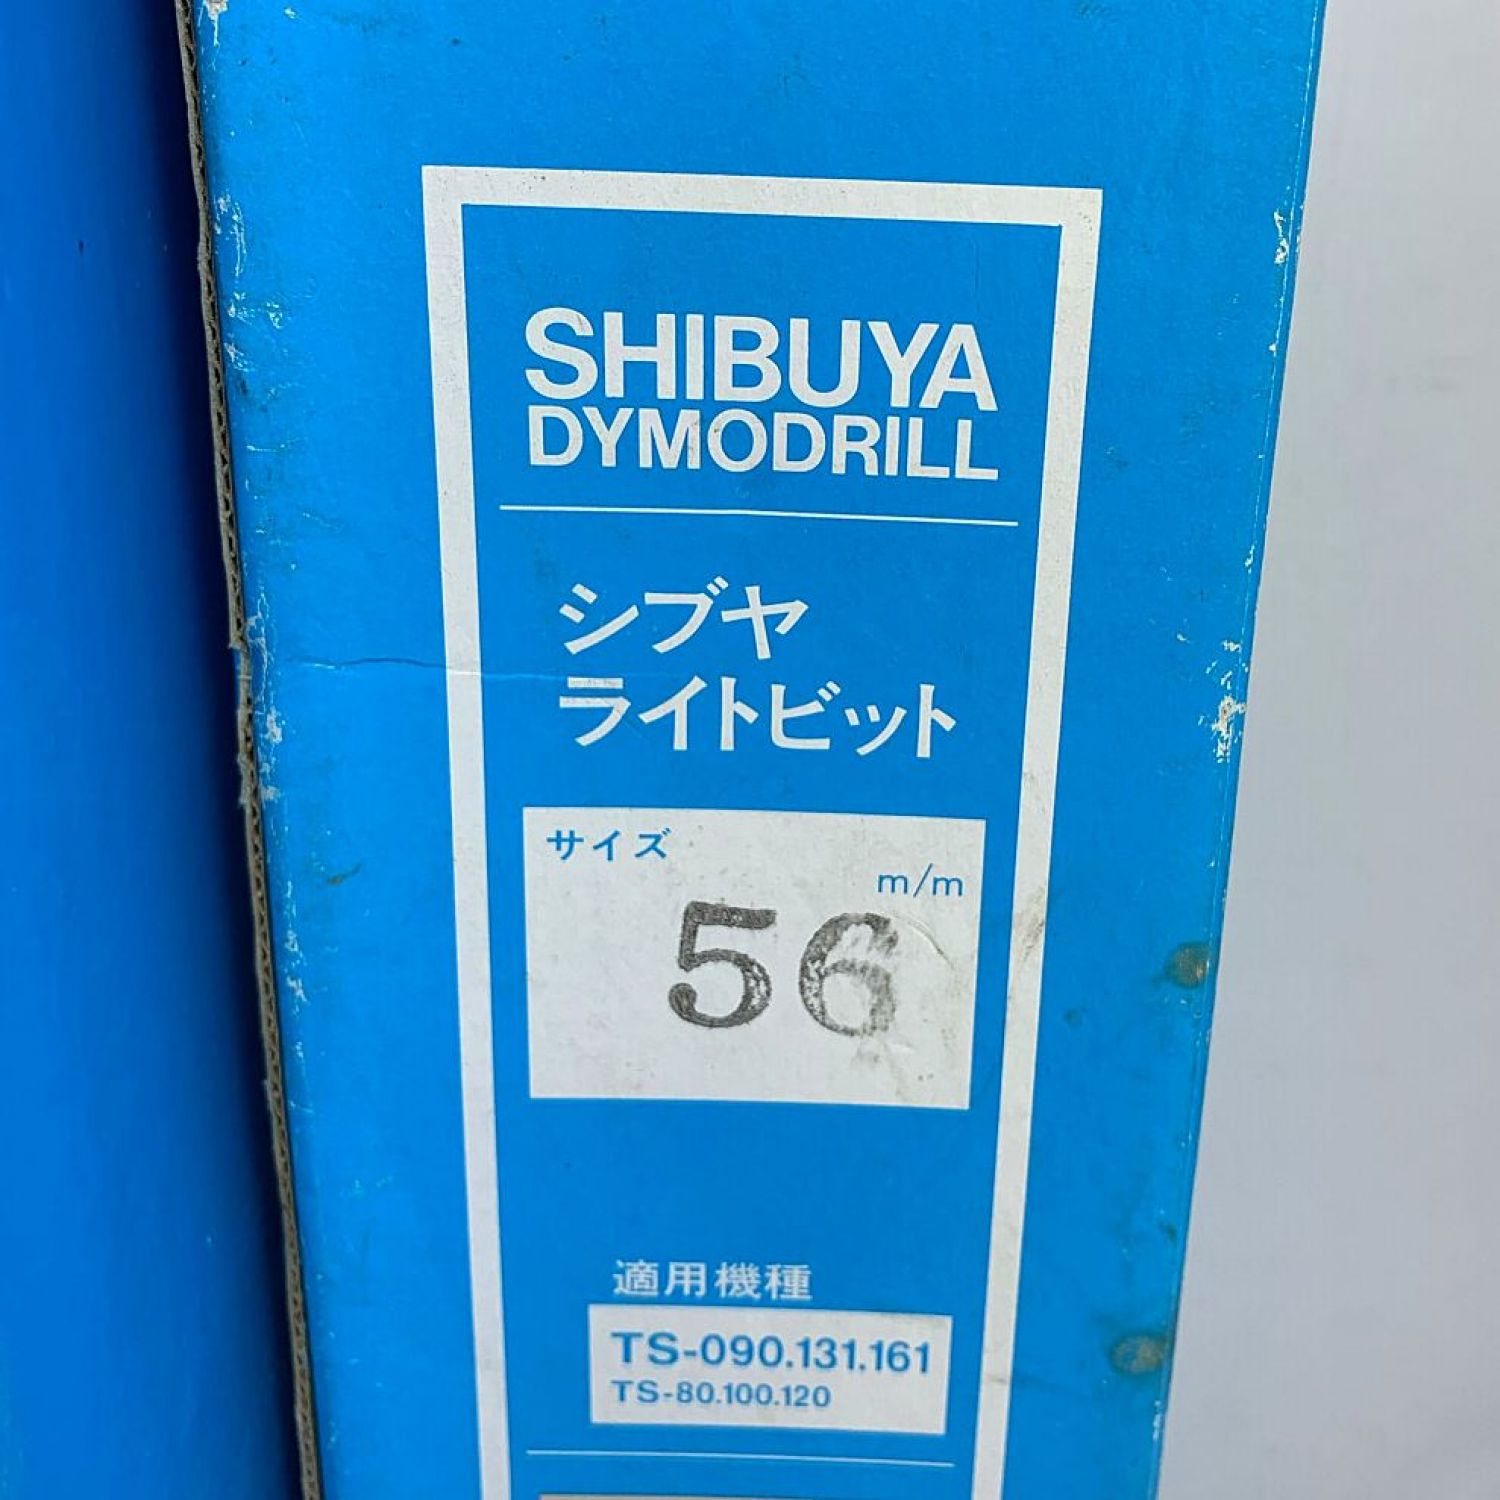 SHIBUYA
DYMODRILL
シブヤ
ライトビット
サイズ
m/m
56
適用機種
TS-090.131.161
TS-80.100.120